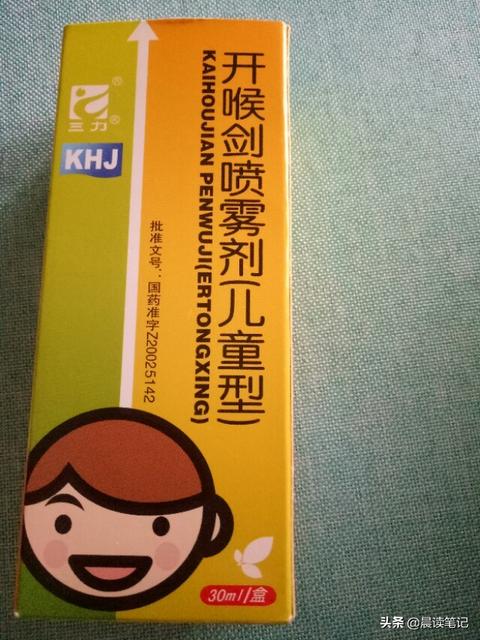 三力
KHJ
开喉剑喷雾剂(儿童型)
KAIHOUJIAN PENWUJI(ERTONGXING)
批准文号:国药准字Z20025142
30ml/盒
头条 @晨读笔记